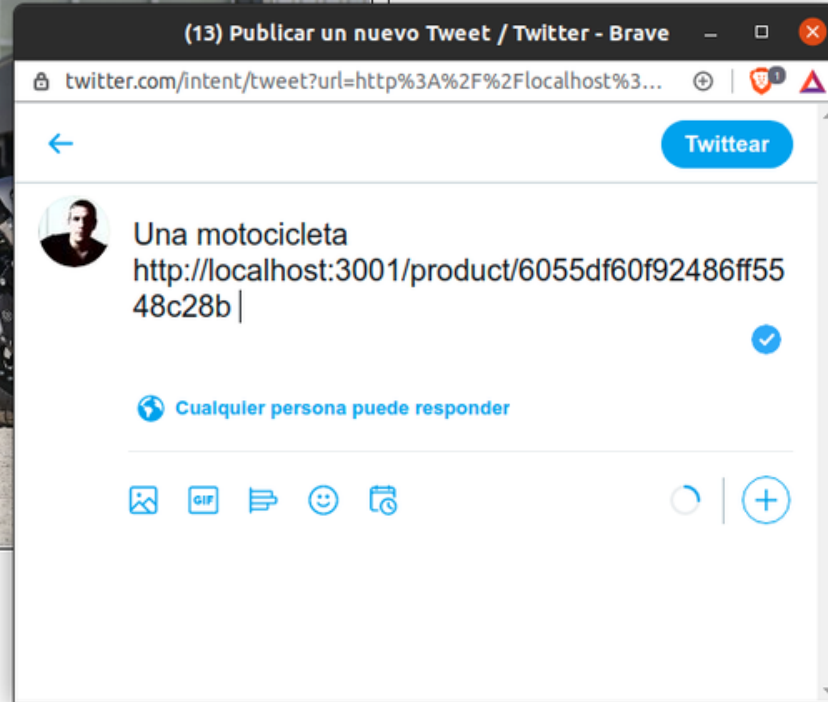 (13) Publicar un nuevo Tweet / Twitter - Brave
twitter.com/intent/tweet?url=http%3A%2F%2Flocalhost%3...
1
Twittear
Una motocicleta
http://localhost:3001/product/6055df60f92486ff55
48c28b
Cualquier persona puede responder
GIF